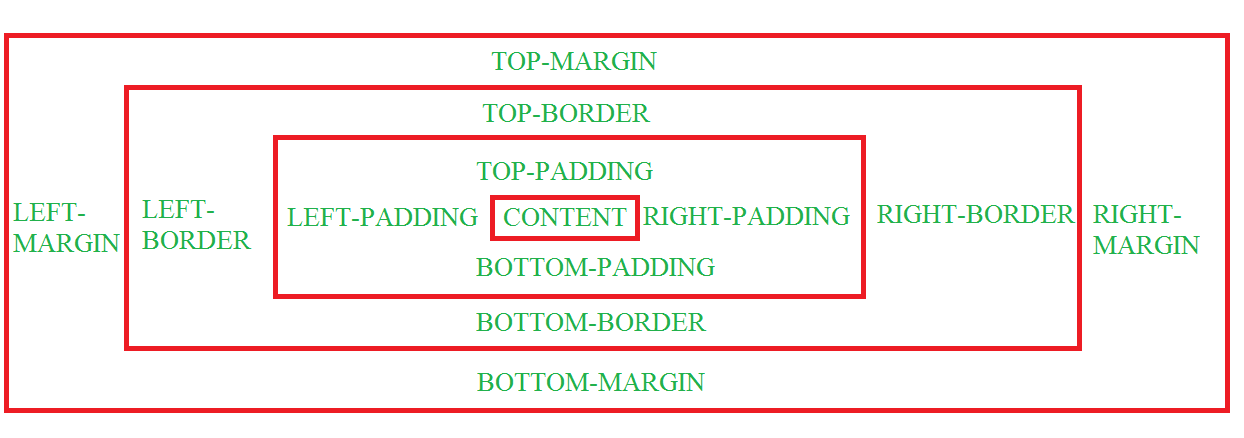 TOP-MARGIN
TOP-BORDER
TOP-PADDING
LEFT-
MARGIN
LEFT-
BORDER
LEFT-PADDING
CONTENT
RIGHT-PADDING
RIGHT-BORDER
RIGHT-
MARGIN
BOTTOM-PADDING
BOTTOM-BORDER
BOTTOM-MARGIN